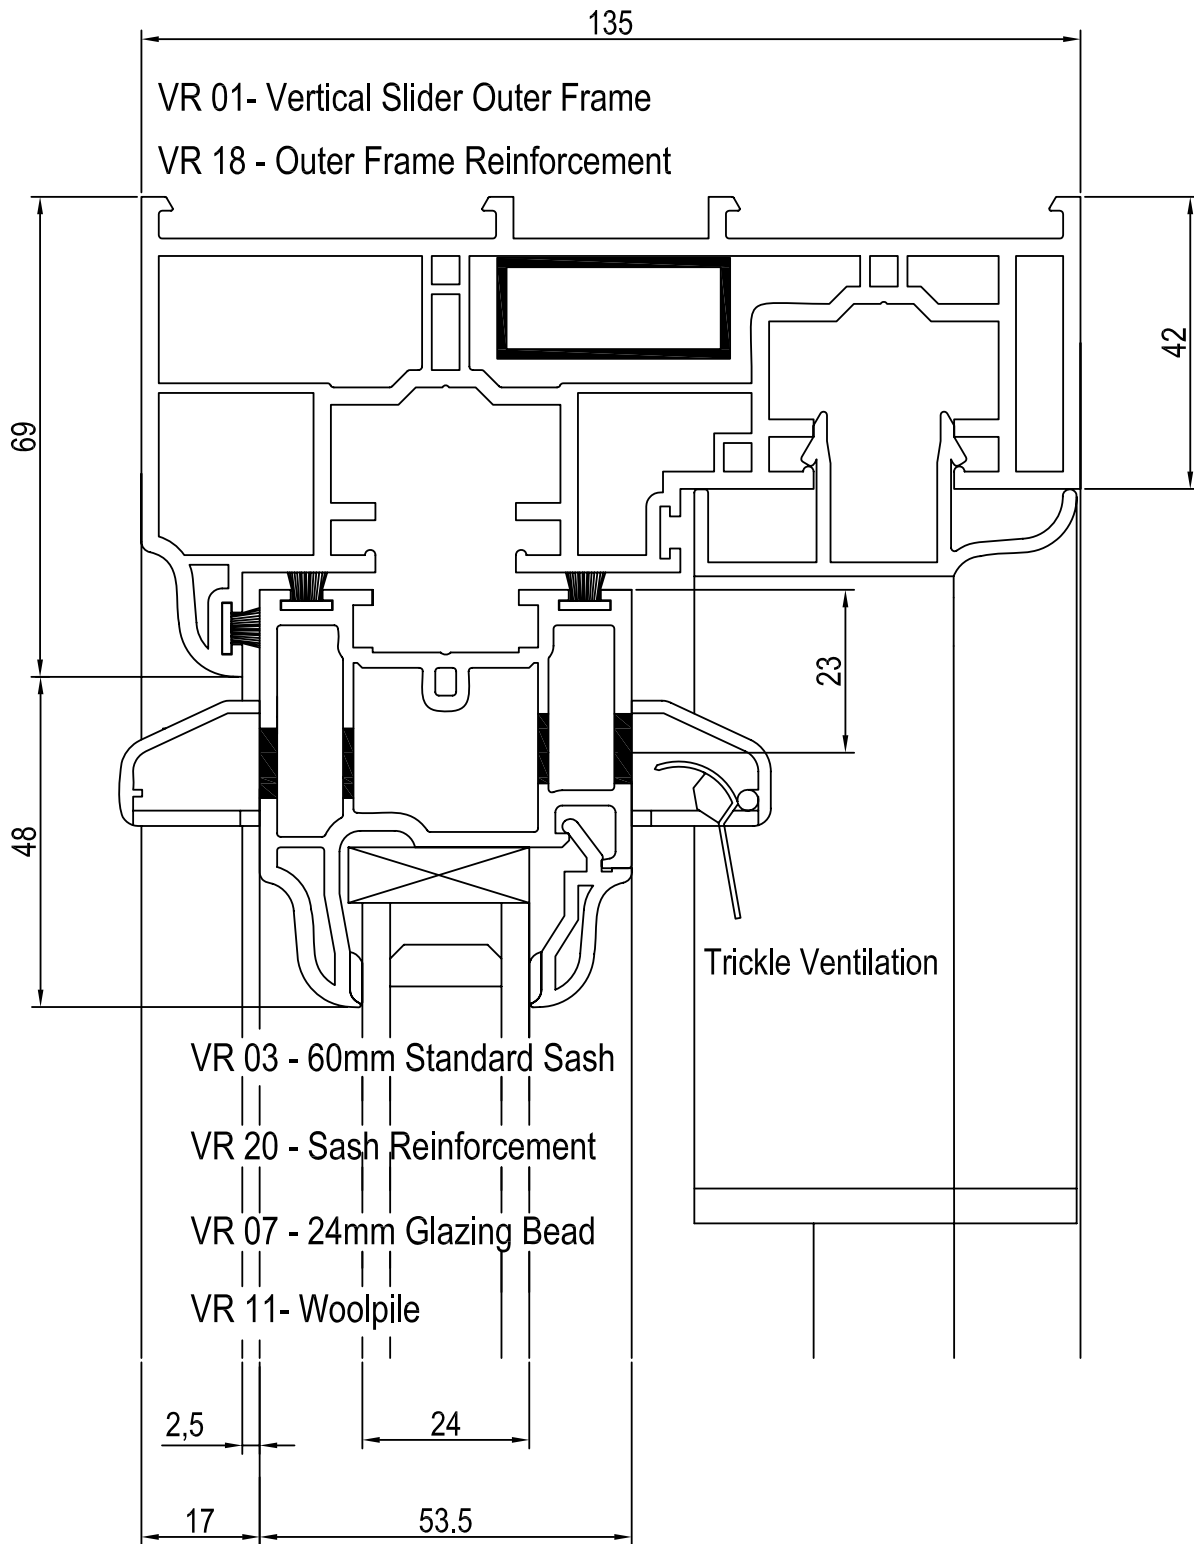 135
VR 01- Vertical Slider Outer Frame
VR 18 - Outer Frame Reinforcement
42
69
23
48
Trickle Ventilation
VR 03 - 60mm Standard Sash
VR 20 - Sash Reinforcement
VR 07 - 24mm Glazing Bead
VR 11- Woolpile
2,5
24
17
53.5